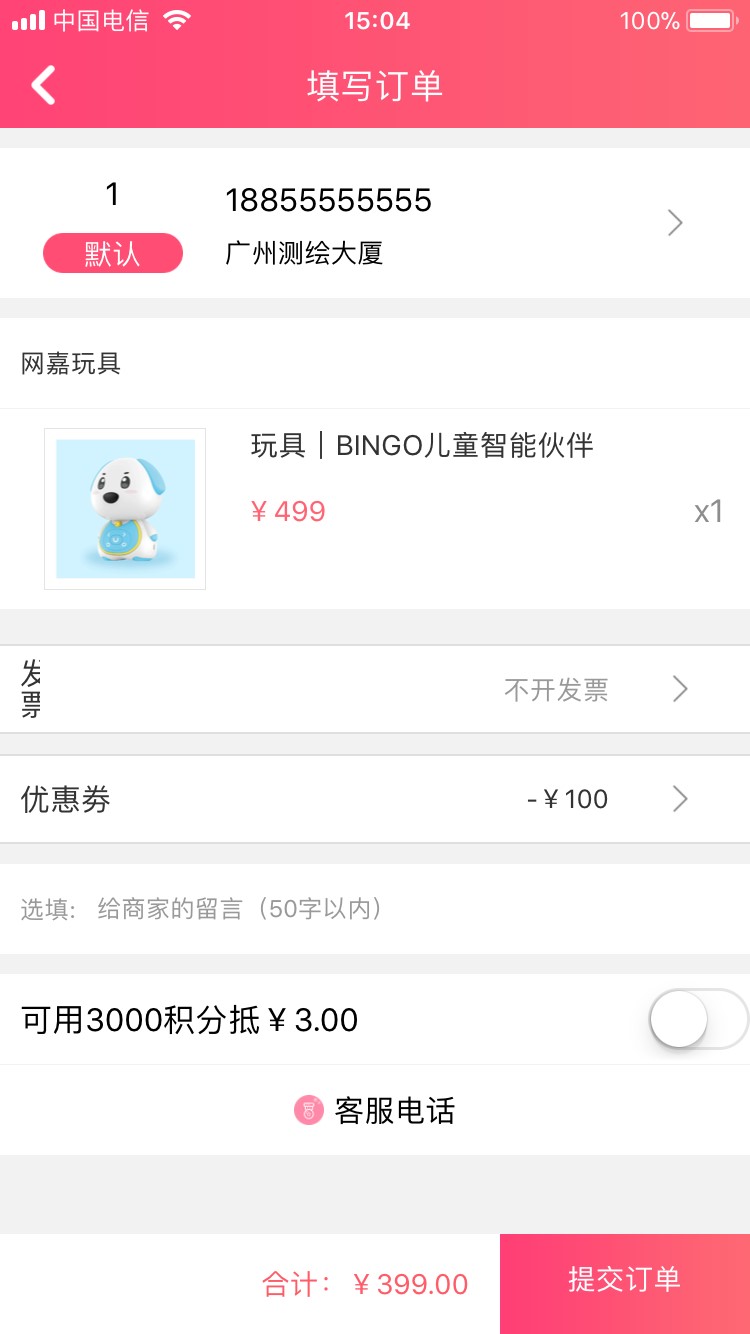 中国电信
15:04
100%
填写订单
1
18855555555
默认
广州测绘大厦
网嘉玩具
玩具｜BINGO儿童智能伙伴
¥ 499
x1
发
票
不开发票
优惠劵
-￥100
选填: 给商家的留言（50字以内）
可用3000积分抵￥3.00
客服电话
合计： ￥399.00
提交订单